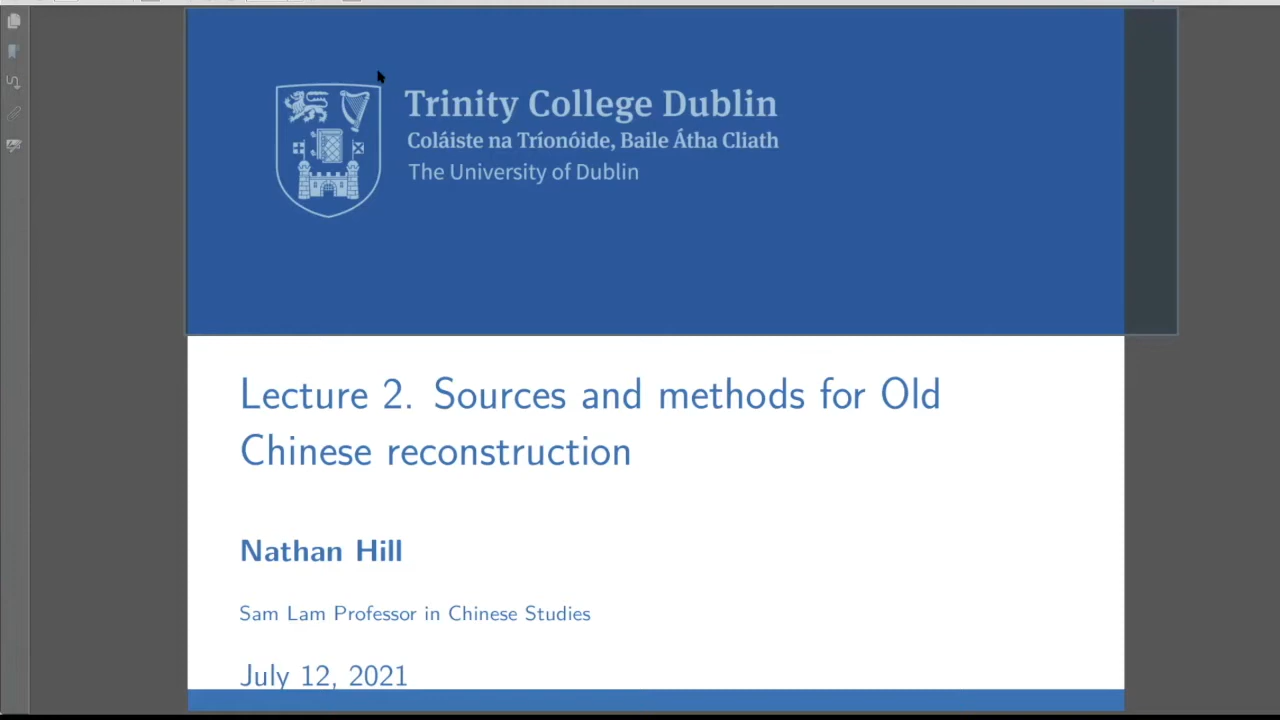 Trinity College Dublin
Coláiste na Tríonóide, Baile Átha Cliath
The University of Dublin
Lecture 2. Sources and methods for Old
Chinese reconstruction
Nathan Hill
Sam Lam Professor in Chinese Studies
July 12, 2021